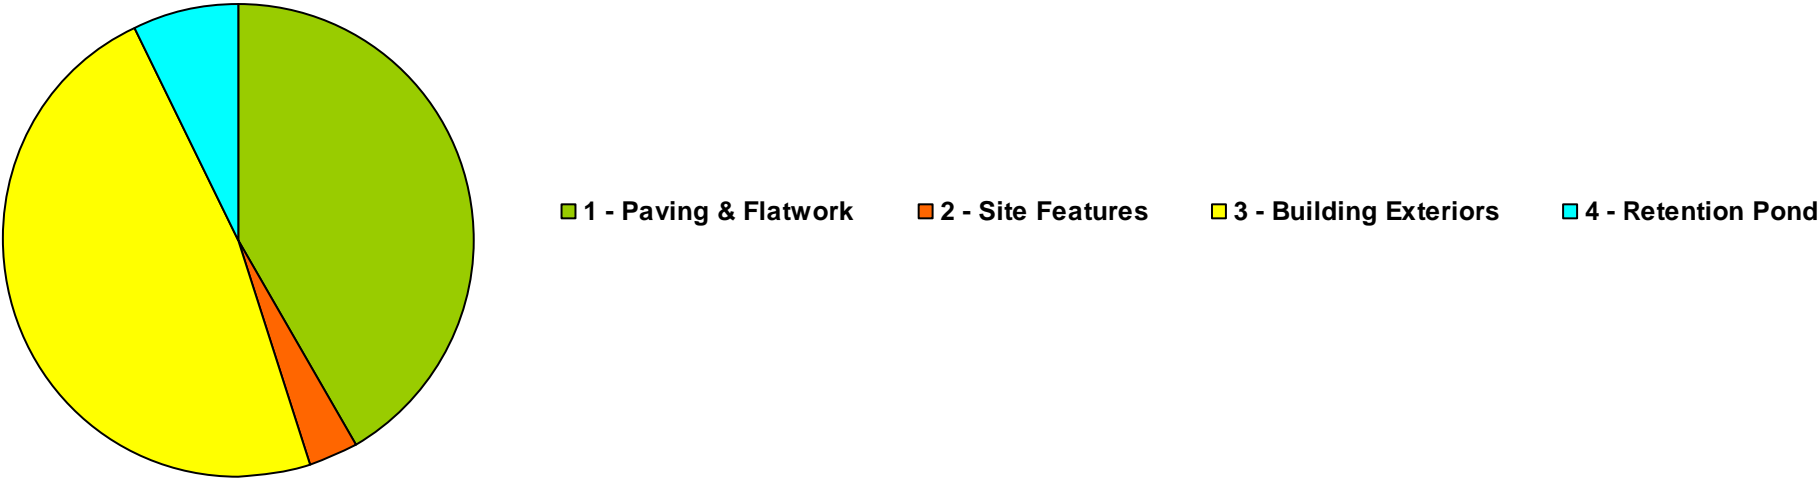 1 - Paving & Flatwork 2 - Site Features 3 - Building Exteriors 4 - Retention Pond